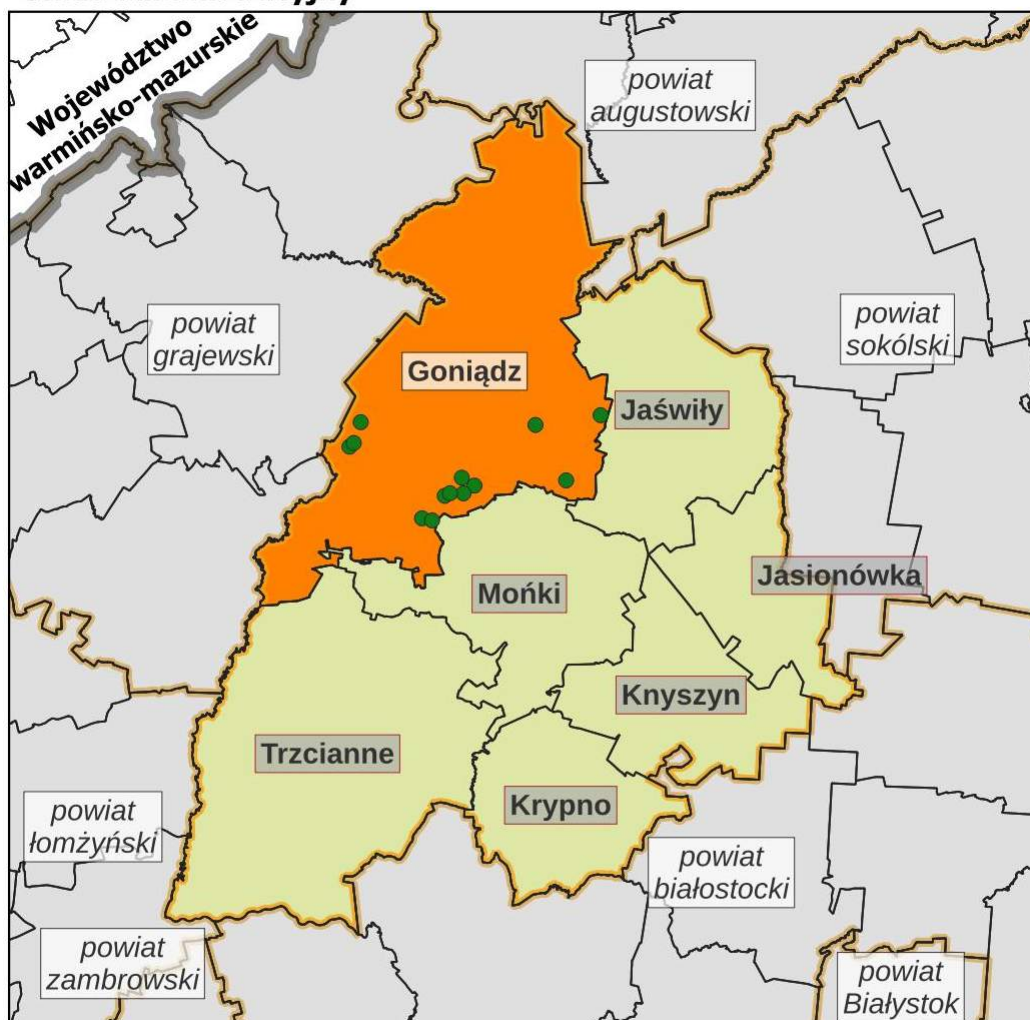 Województwo
warmińsko-mazurskie
powiat
augustowski
powiat
grajewski
powiat
sokólski
Goniądz
Jaświły
Mońki
Jasionówka
Knyszyn
Trzcianne
Krypno
powiat
łomżyński
powiat
białostocki
powiat
zambrowski
powiat
Białystok